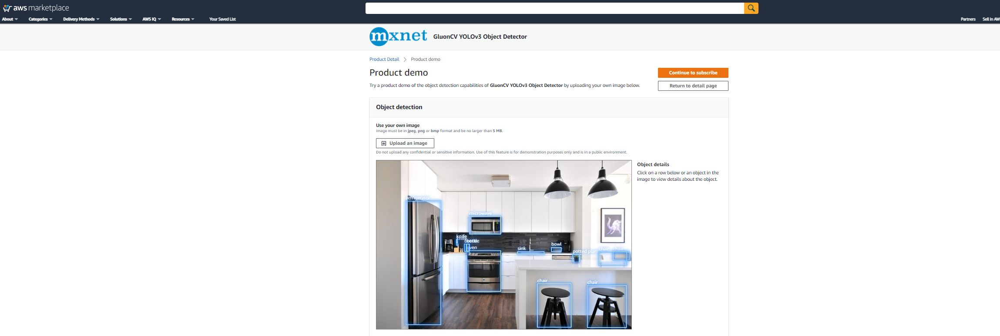 aws marketplace
About
Categories
Delivery Methods
Solutions
AWS IQ
Resources
Your Saved List
Partners
Sell in AW
mxnet
GluonCV YOLOv3 Object Detector
Product Detail
Product demo
Product demo
Continue to subscribe
Try a product demo of the object detection capabilities of GluonCV YOLOv3 Object Detector by uploading your own image below.
Return to detail page
Object detection
Use your own image
Image must be in jpeg, png or bmp format and be no larger than 5 MB.
Upload an image
Do not upload any confidential or sensitive information. Use of this feature is for demonstration purposes only and is in a public environment.
Object details
Click on a row below or an object in the
image to view details about the object.
refrigerator
microwave
knife
knife
bottle
oven
sink
bowl
potted plan
chair
chair
chair
chair